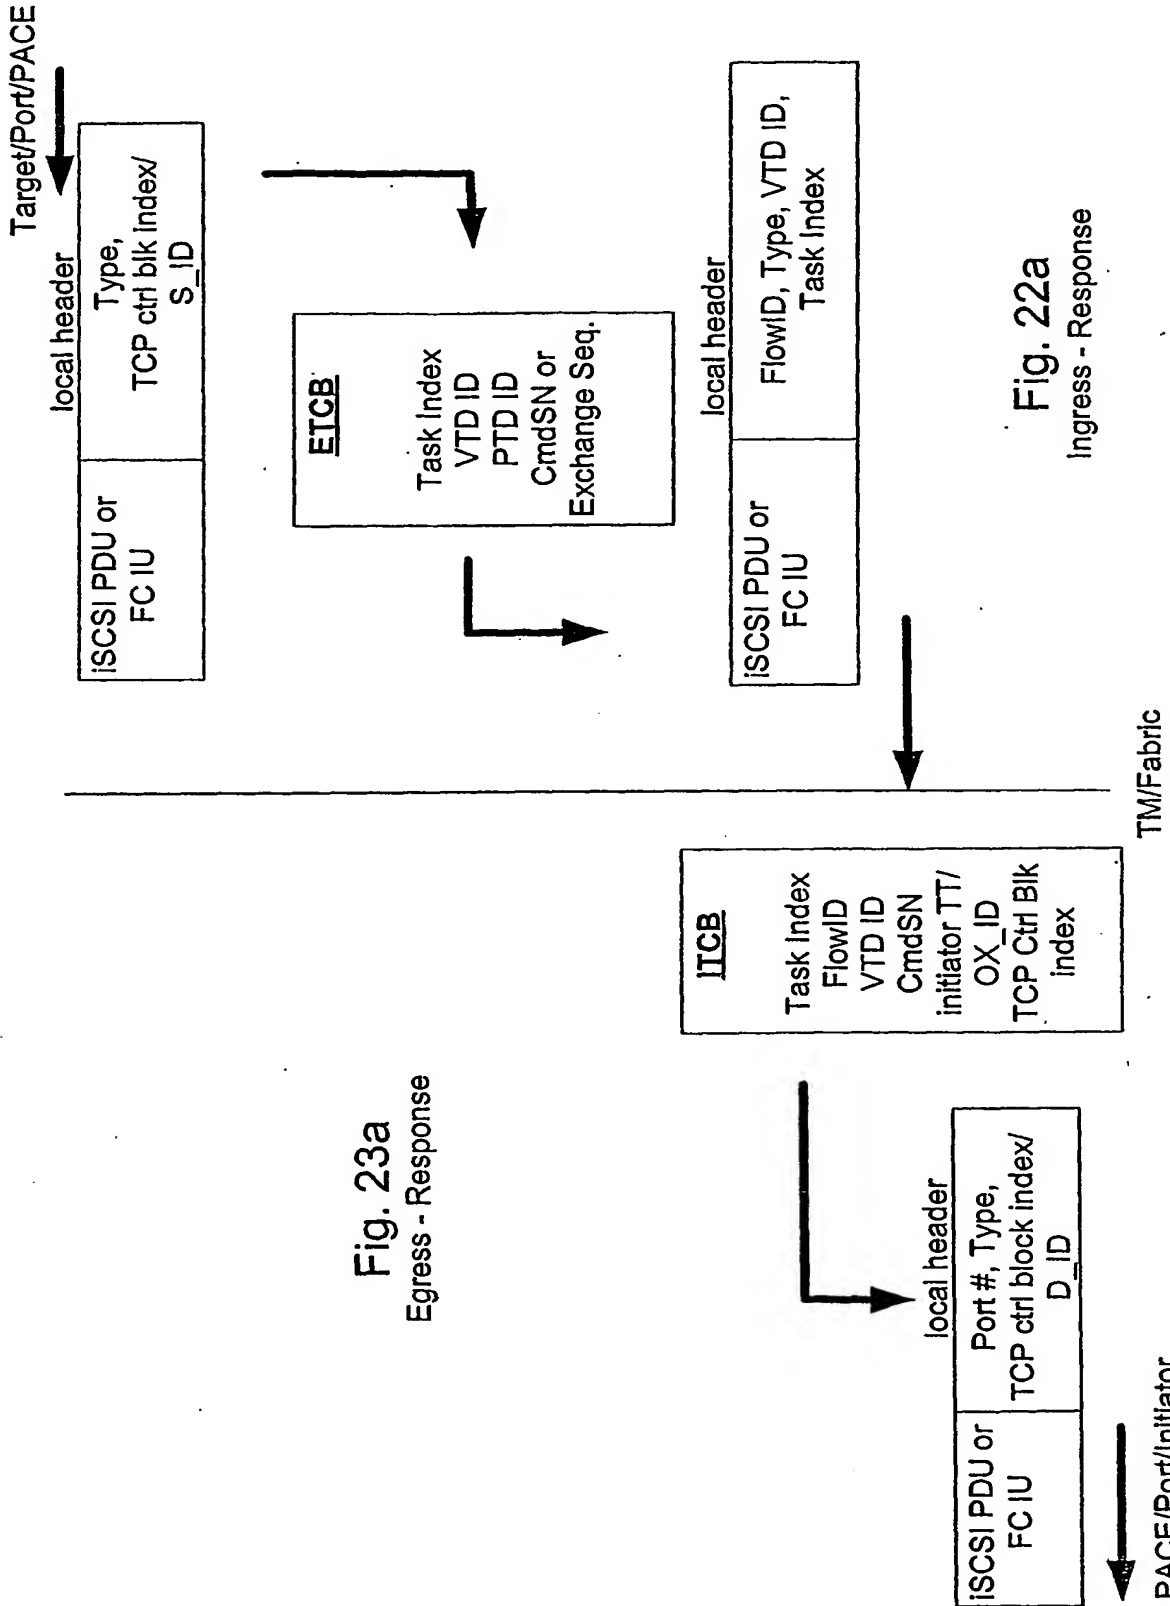 Target/Port/PACE
local header
iSCSI PDU or
FC IU
Type,
TCP ctrl blk index/
S_ID
ETCB
Task Index
VTD ID
PTD ID
CmdSN or
Exchange Seq.
local header
iSCSI PDU or
FC IU
FlowID, Type, VTD ID,
Task Index
Fig. 22a
Ingress - Response
TM/Fabric
ITCB
Task Index
FlowID
VTD ID
CmdSN
initiator TT/
OX_ID
TCP Ctrl Blk
index
Fig. 23a
Egress - Response
local header
iSCSI PDU or
FC IU
Port #, Type,
TCP ctrl block index/
D_ID
PACE/Port/Initiator